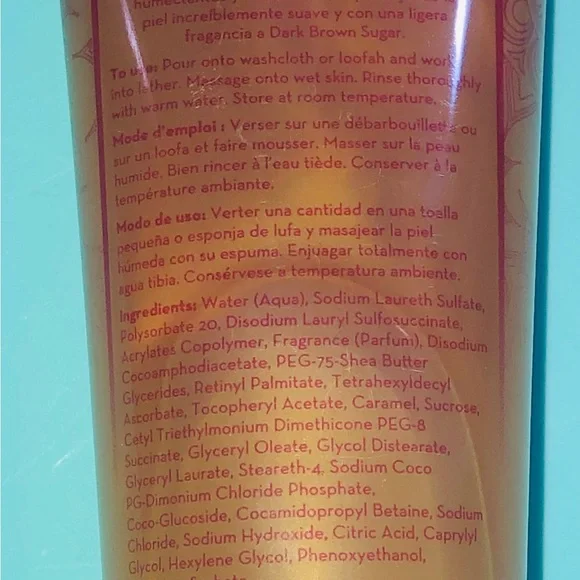 piel increíblemente suave y con una ligera
fragancia a Dark Brown Sugar.
To use: Pour onto washcloth or loofah and work
into lather. Massage onto wet skin. Rinse thoroughly
with warm water. Store at room temperature.
Mode d'emploi : Verser sur une débarbouillette ou
sur un loofa et faire mousser. Masser sur la peau
humide. Bien rincer à l'eau tiède. Conserver à la
température ambiante.
Modo de uso: Verter una cantidad en una toalla
pequeña o esponja de lufa y masajear la piel
húmeda con su espuma. Enjuagar totalmente con
agua tibia. Consérvese a temperatura ambiente.
Ingredients: Water (Aqua), Sodium Laureth Sulfate,
Polysorbate 20, Disodium Lauryl Sulfosuccinate,
Acrylates Copolymer, Fragrance (Parfum), Disodium
Cocoamphodiacetate, PEG-75-Shea Butter
Glycerides, Retinyl Palmitate, Tetrahexyldecyl
Ascorbate, Tocopheryl Acetate, Caramel, Sucrose,
Cetyl Triethylmonium Dimethicone PEG-8
Succinate, Glyceryl Oleate, Glycol Distearate,
Glyceryl Laurate, Steareth-4, Sodium Coco
PG-Dimonium Chloride Phosphate,
Coco-Glucoside, Cocamidopropyl Betaine, Sodium
Chloride, Sodium Hydroxide, Citric Acid, Caprylyl
Glycol, Hexylene Glycol, Phenoxyethanol,